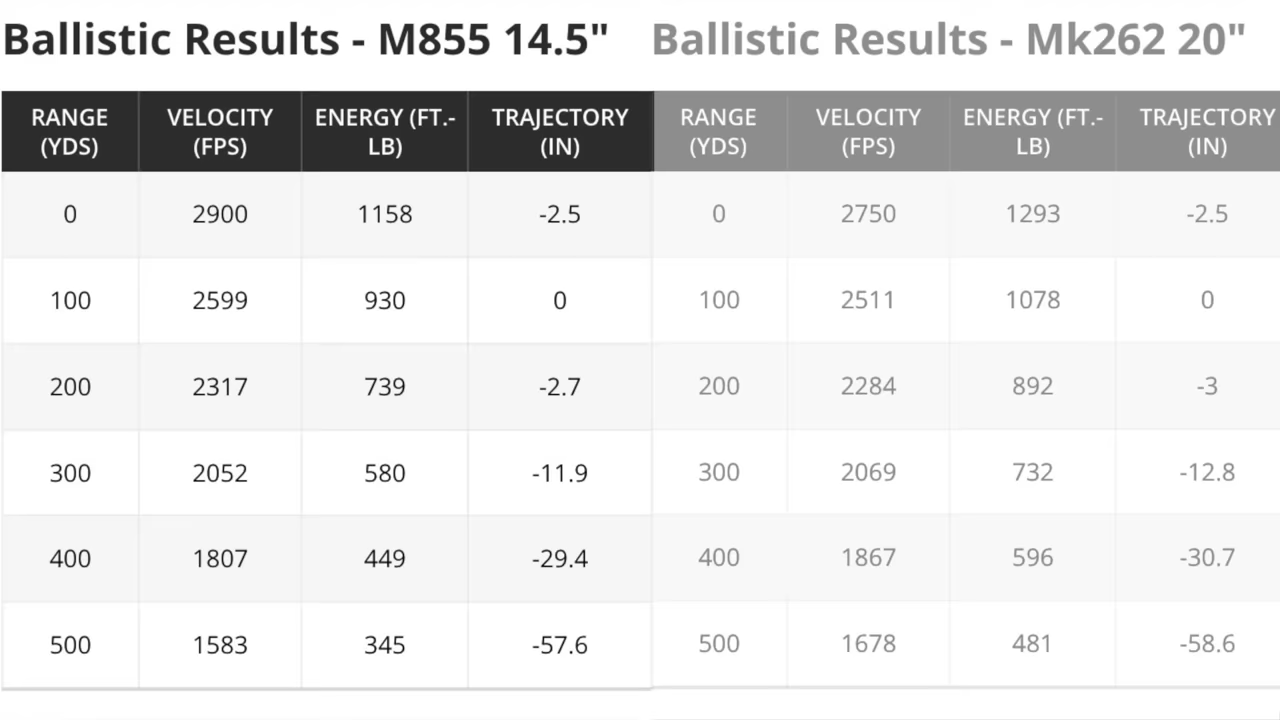 Ballistic Results - M855 14.5"
RANGE (YDS) VELOCITY (FPS) ENERGY (FT.-LB) TRAJECTORY (IN)
0 2900 1158 -2.5
100 2599 930 0
200 2317 739 -2.7
300 2052 580 -11.9
400 1807 449 -29.4
500 1583 345 -57.6
Ballistic Results - Mk262 20"
RANGE (YDS) VELOCITY (FPS) ENERGY (FT.-LB) TRAJECTORY (IN)
0 2750 1293 -2.5
100 2511 1078 0
200 2284 892 -3
300 2069 732 -12.8
400 1867 596 -30.7
500 1678 481 -58.6